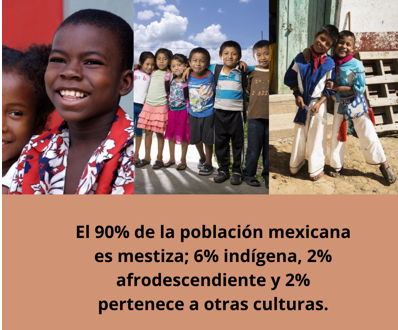 El 90% de la población mexicana
es mestiza; 6% indígena, 2%
afrodescendiente y 2%
pertenece a otras culturas.